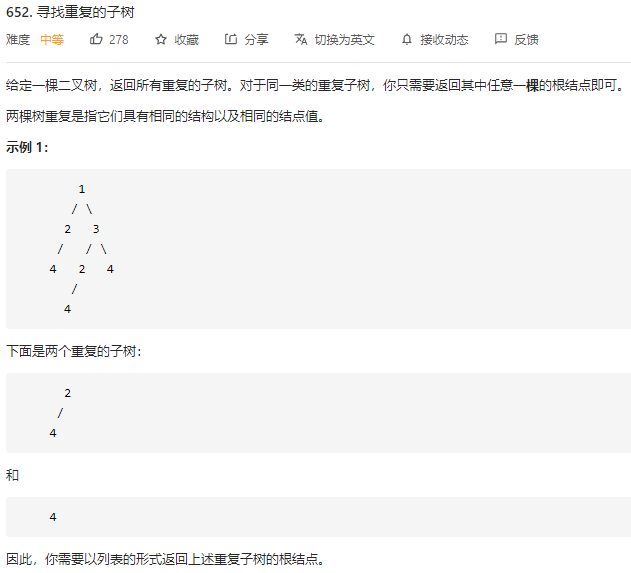 652. 寻找重复的子树
难度 中等 278 收藏 分享 切换为英文 接收动态 反馈
给定一棵二叉树，返回所有重复的子树。对于同一类的重复子树，你只需要返回其中任意一棵的根结点即可。
两棵树重复是指它们具有相同的结构以及相同的结点值。
示例 1：
1
/ \
2 3
/ / \
4 2 4
/
4
下面是两个重复的子树：
2
/
4
和
4
因此，你需要以列表的形式返回上述重复子树的根结点。